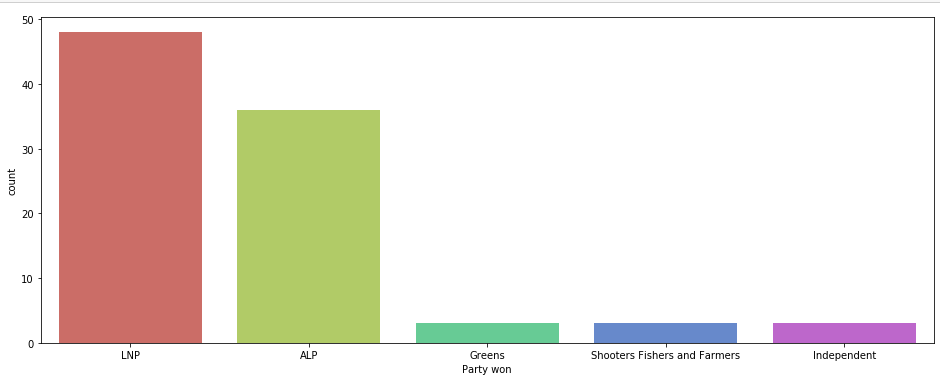 50
40
30
20
10
0
count
LNP
ALP
Greens
Shooters Fishers and Farmers
Independent
Party won